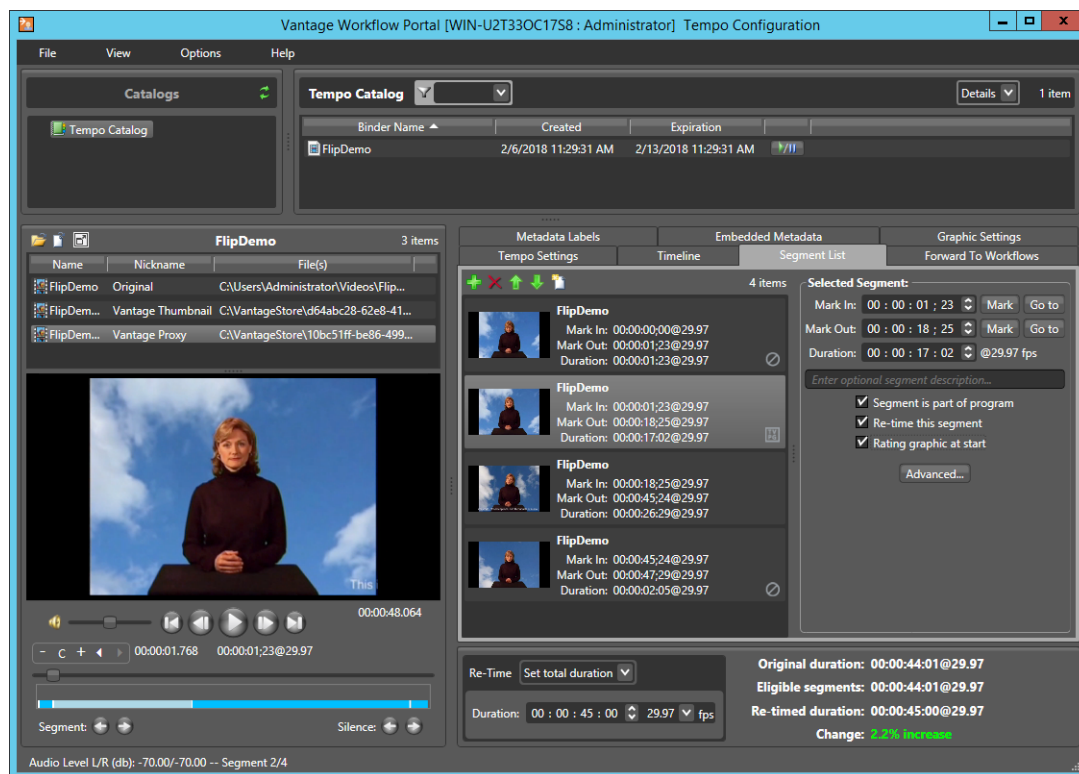 Vantage Workflow Portal [WIN-U2T33OC17S8 : Administrator] Tempo Configuration
File View Options Help
Catalogs
Tempo Catalog
Tempo Catalog Details 1 item
Binder Name Created Expiration
FlipDemo 2/6/2018 11:29:31 AM 2/13/2018 11:29:31 AM
FlipDemo 3 items
Name Nickname File(s)
FlipDemo Original C:\Users\Administrator\Videos\Flip...
FlipDem... Vantage Thumbnail C:\VantageStore\d64abc28-62e8-41...
FlipDem... Vantage Proxy C:\VantageStore\10bc51ff-be86-499...
This
00:00:48.064
- C + 00:00:01.768 00:00:01;23@29.97
Segment: Silence:
Metadata Labels Embedded Metadata Graphic Settings
Tempo Settings Timeline Segment List Forward To Workflows
4 items
FlipDemo
Mark In: 00:00:00;00@29.97
Mark Out: 00:00:01;23@29.97
Duration: 00:00:01:23@29.97
FlipDemo
Mark In: 00:00:01;23@29.97
Mark Out: 00:00:18;25@29.97
Duration: 00:00:17:02@29.97
TV
PG
FlipDemo
Mark In: 00:00:18;25@29.97
Mark Out: 00:00:45;24@29.97
Duration: 00:00:26:29@29.97
FlipDemo
Mark In: 00:00:45;24@29.97
Mark Out: 00:00:47;29@29.97
Duration: 00:00:02:05@29.97
Selected Segment:
Mark In: 00 : 00 : 01 ; 23 Mark Go to
Mark Out: 00 : 00 : 18 ; 25 Mark Go to
Duration: 00 : 00 : 17 : 02 @29.97 fps
Enter optional segment description...
Segment is part of program
Re-time this segment
Rating graphic at start
Advanced...
Re-Time Set total duration
Duration: 00 : 00 : 45 : 00 29.97 fps
Original duration: 00:00:44:01@29.97
Eligible segments: 00:00:44:01@29.97
Re-timed duration: 00:00:45:00@29.97
Change: 2.2% increase
Audio Level L/R (db): -70.00/-70.00 -- Segment 2/4